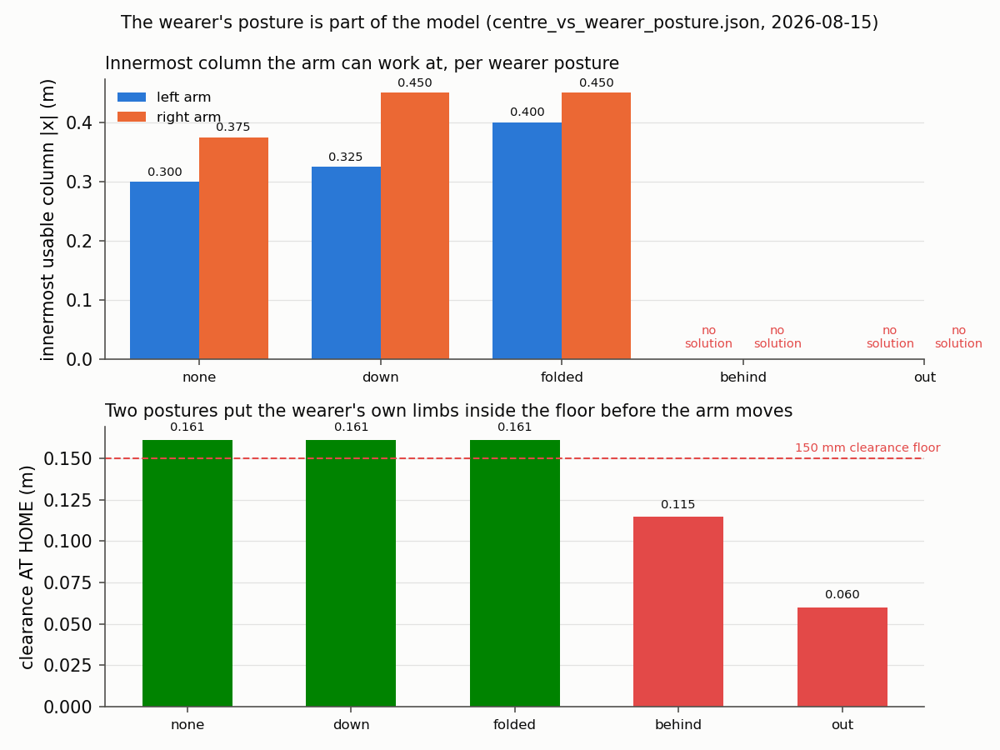 The wearer's posture is part of the model (centre_vs_wearer_posture.json, 2026-08-15)
Innermost column the arm can work at, per wearer posture
innermost usable column |x| (m)
0.4
0.3
0.2
0.1
0.0
left arm
right arm
0.300
0.375
0.325
0.450
0.400
0.450
no
solution
no
solution
no
solution
no
solution
none
down
folded
behind
out
Two postures put the wearer's own limbs inside the floor before the arm moves
clearance AT HOME (m)
0.150
0.125
0.100
0.075
0.050
0.025
0.000
0.161
0.161
0.161
0.115
0.060
150 mm clearance floor
none
down
folded
behind
out